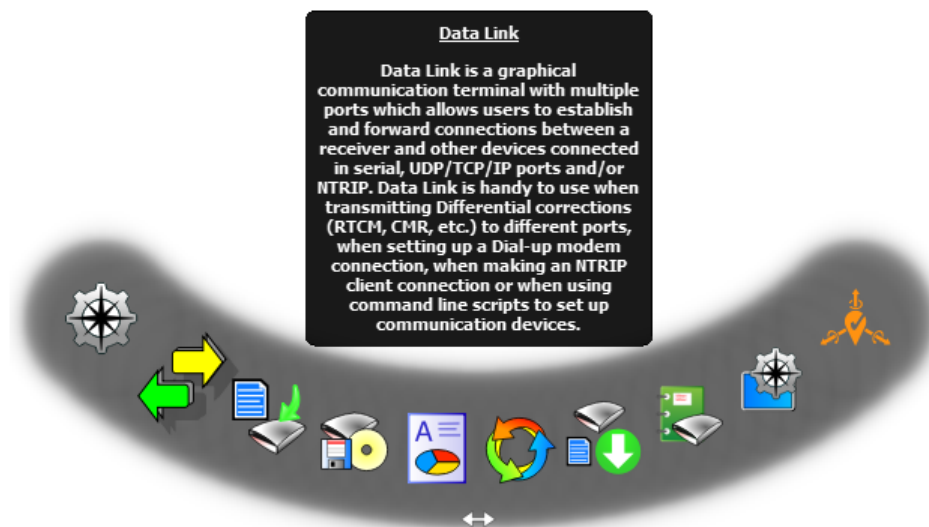 Data Link
Data Link is a graphical
communication terminal with multiple
ports which allows users to establish
and forward connections between a
receiver and other devices connected
in serial, UDP/TCP/IP ports and/or
NTRIP. Data Link is handy to use when
transmitting Differential corrections
(RTCM, CMR, etc.) to different ports,
when setting up a Dial-up modem
connection, when making an NTRIP
client connection or when using
command line scripts to set up
communication devices.
A